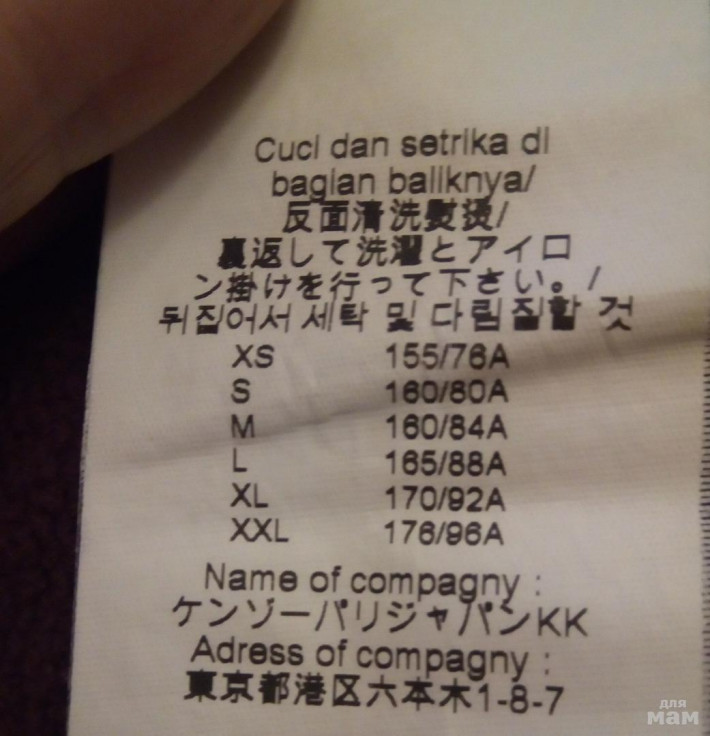 Cuci dan setrika di
bagian baliknya/
反面清洗熨烫/
裏返して洗濯とアイロ
ン掛けを行って下さい。/
뒤집어서 세탁 및 다림질할 것
XS 155/76A
S 160/80A
M 160/84A
L 165/88A
XL 170/92A
XXL 176/96A
Name of compagny :
ケンゾーパリジャパンKK
Adress of compagny :
東京都港区六本木1-8-7
для
мам